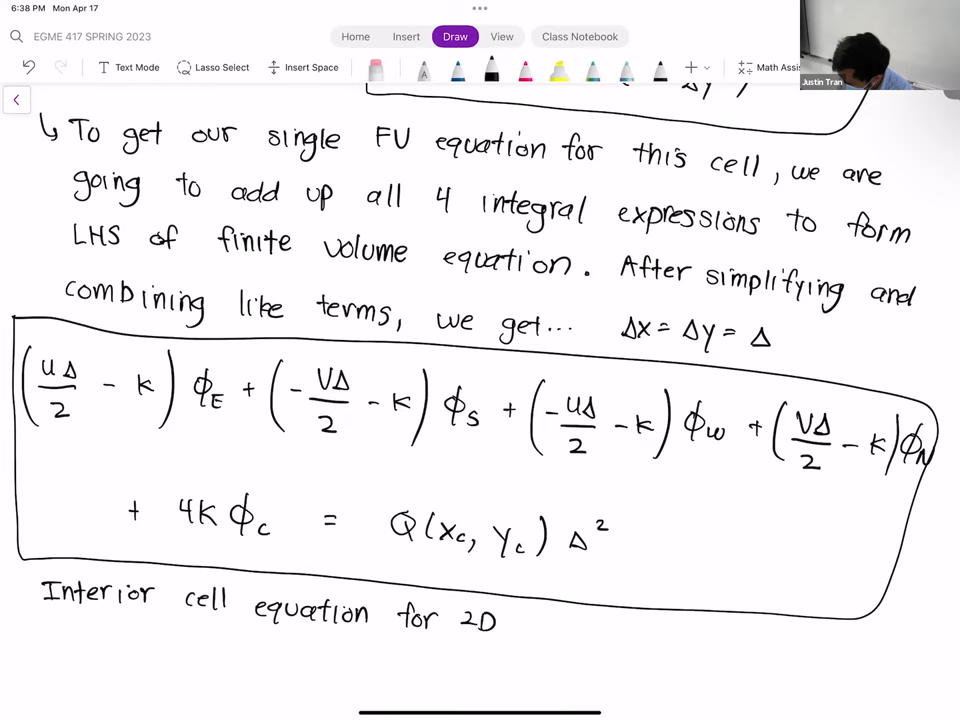 6:38 PM Mon Apr 17
EGME 417 SPRING 2023
Home Insert Draw View Class Notebook
Text Mode Lasso Select Insert Space Math Assis
Justin Tran
Δy
↳ To get our single FV equation for this cell, we are
going to add up all 4 integral expressions to form
LHS of finite volume equation. After simplifying and
combining like terms, we get... Δx = Δy = Δ
(uΔ/2 - k) ϕE + (-vΔ/2 - k) ϕS + (-uΔ/2 - k) ϕW + (vΔ/2 - k) ϕN
+ 4k ϕc = Q(xc, yc) Δ²
Interior cell equation for 2D